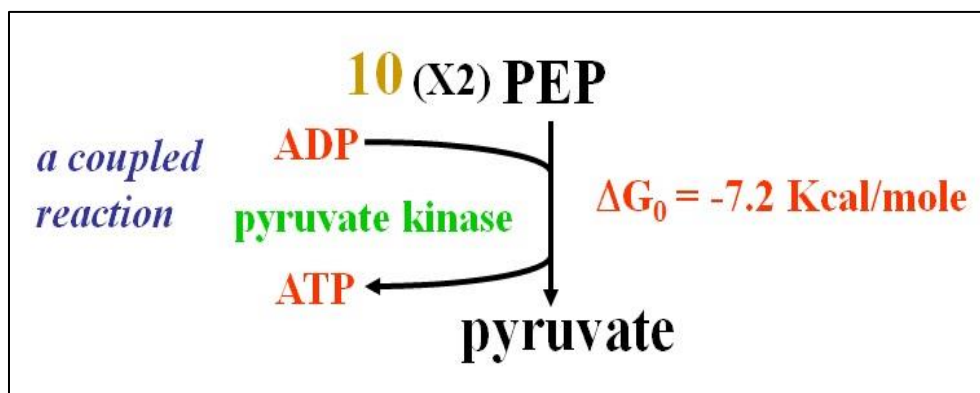 10 (X2) PEP
ADP
a coupled
reaction
pyruvate kinase
ΔG₀ = -7.2 Kcal/mole
ATP
pyruvate